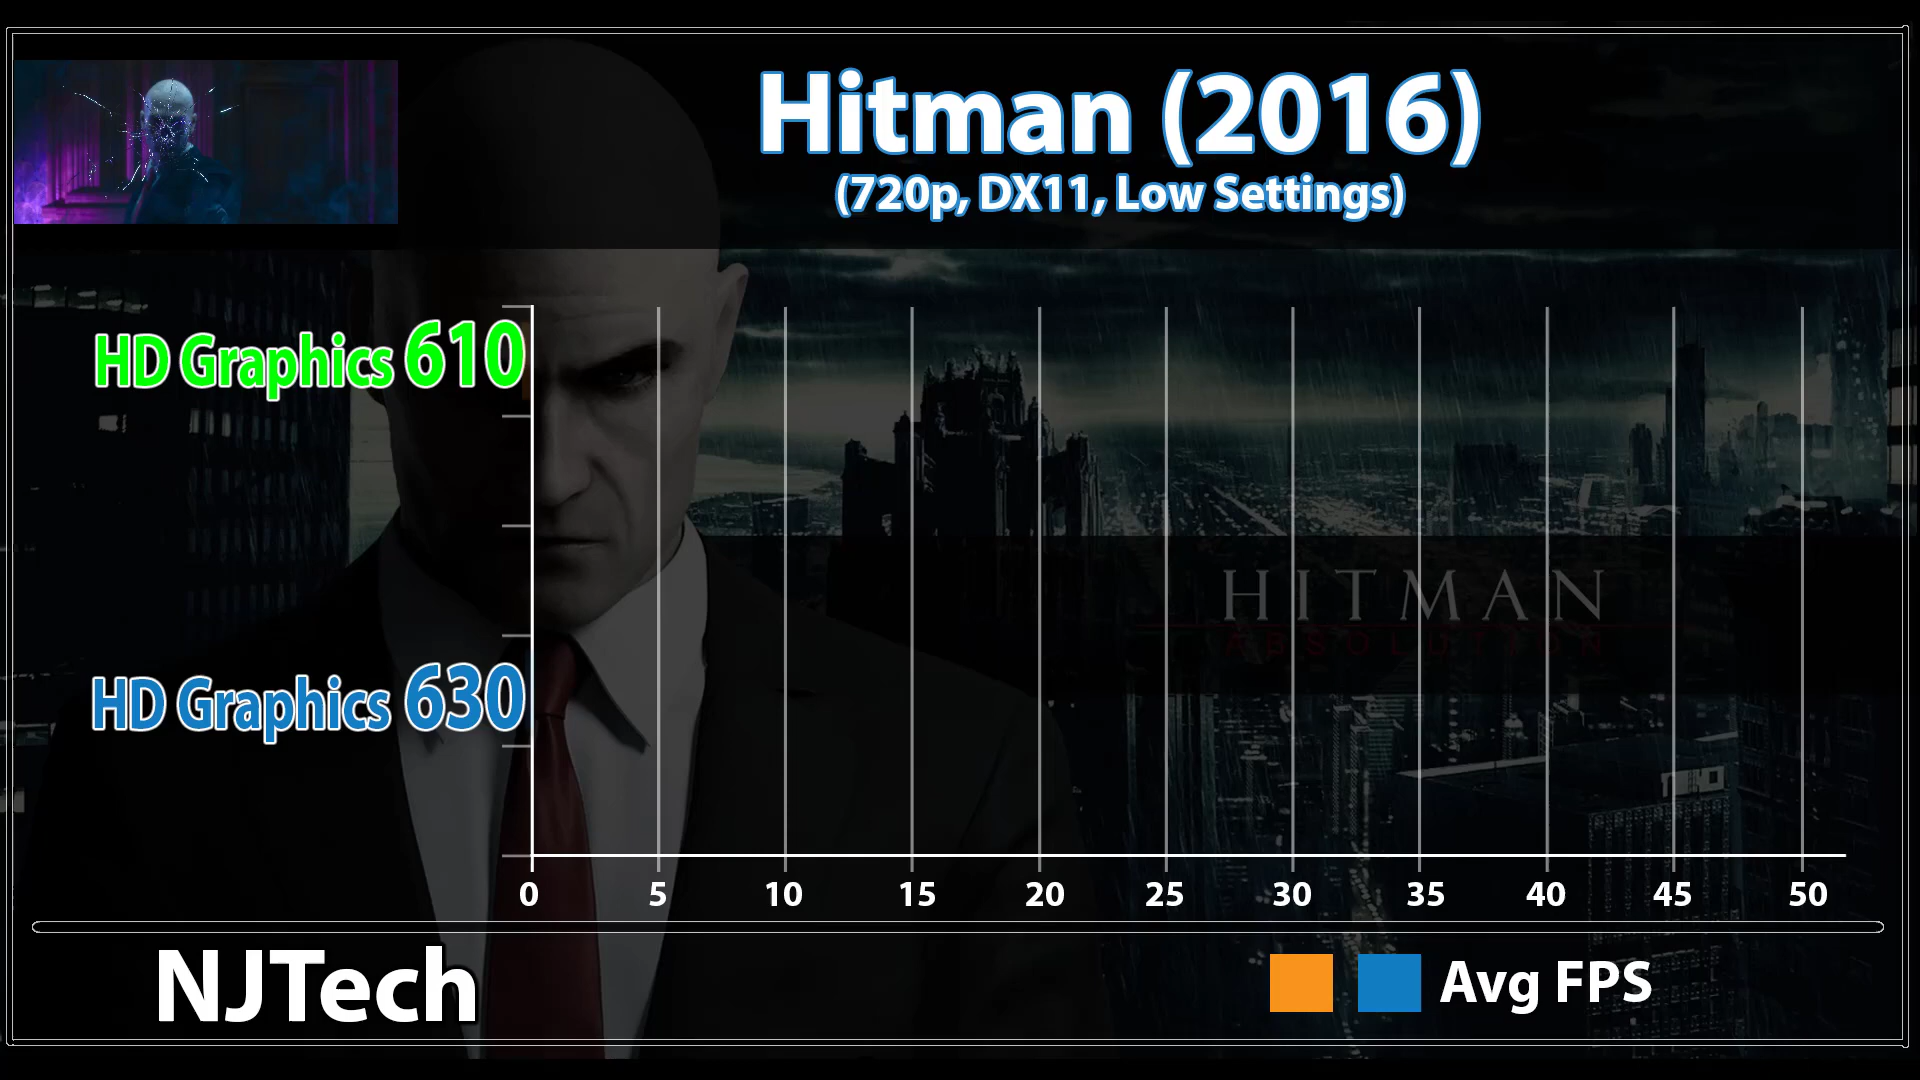 Hitman (2016)
(720p, DX11, Low Settings)
HD Graphics 610
HITMAN
ABSOLUTION
HD Graphics 630
0 5 10 15 20 25 30 35 40 45 50
NJTech
Avg FPS